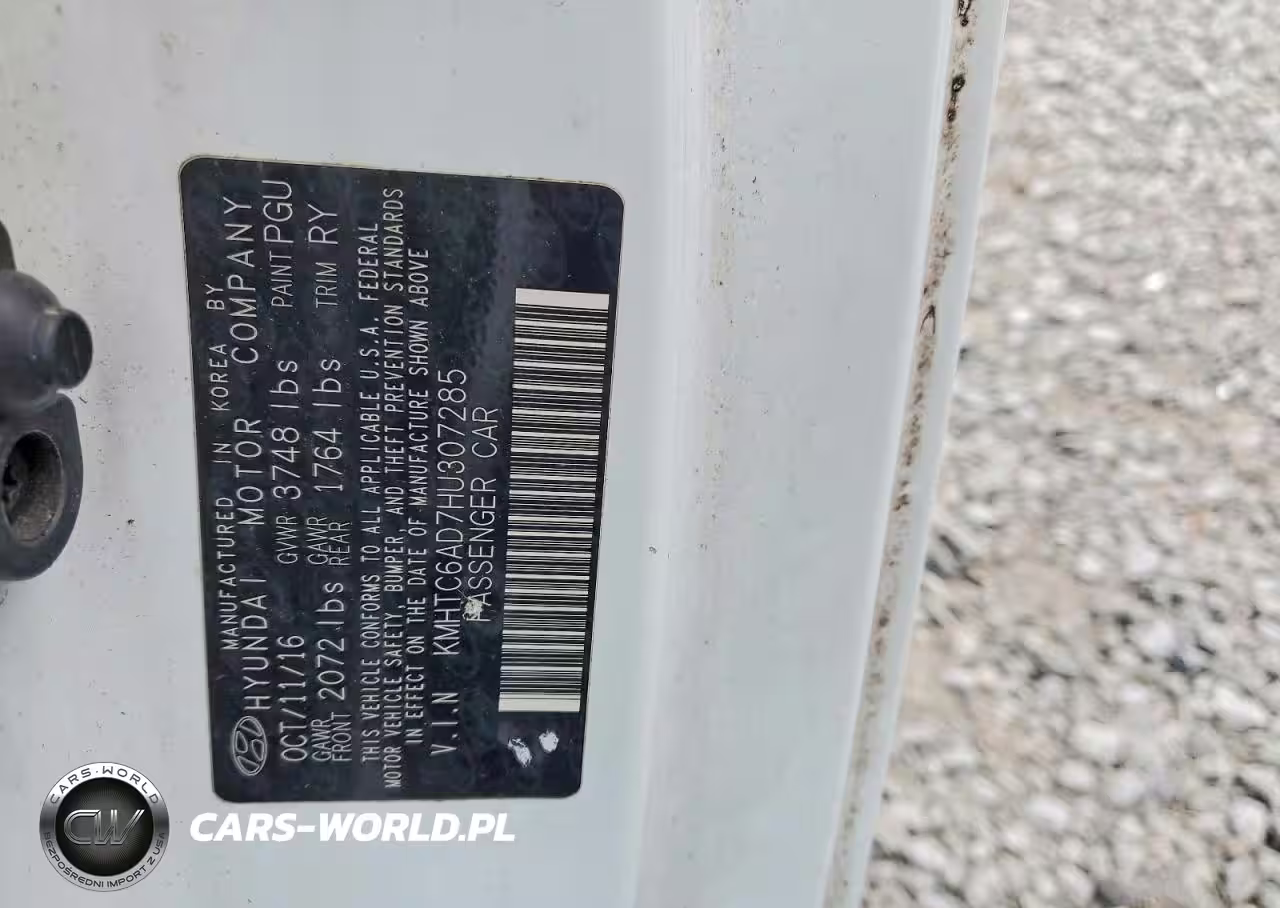 MANUFACTURED IN KOREA BY
HYUNDAI MOTOR COMPANY
OCT/11/16 GVWR 3748 lbs PAINT PGU
GAWR FRONT 2072 lbs GAWR REAR 1764 lbs TRIM RY
THIS VEHICLE CONFORMS TO ALL APPLICABLE U.S.A. FEDERAL
MOTOR VEHICLE SAFETY, BUMPER, AND THEFT PREVENTION STANDARDS
IN EFFECT ON THE DATE OF MANUFACTURE SHOWN ABOVE
V.I.N KMHTC6AD7HU307285
PASSENGER CAR
CARS-WORLD
CW
BEZPOŚREDNI IMPORT Z USA
CARS-WORLD.PL